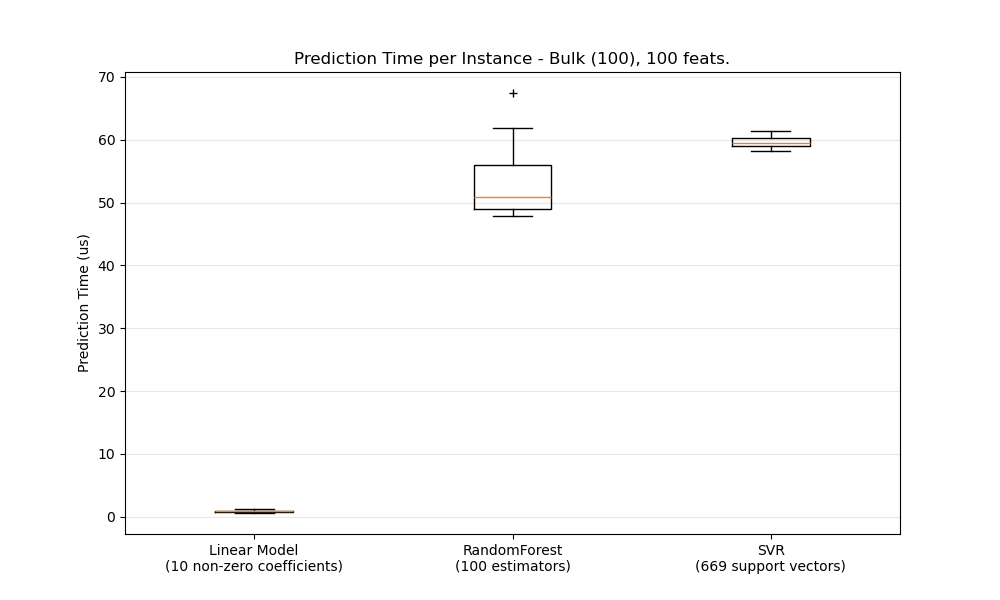 Prediction Time per Instance - Bulk (100), 100 feats.
70
60
50
40
30
20
10
0
Prediction Time (us)
Linear Model
(10 non-zero coefficients)
RandomForest
(100 estimators)
SVR
(669 support vectors)